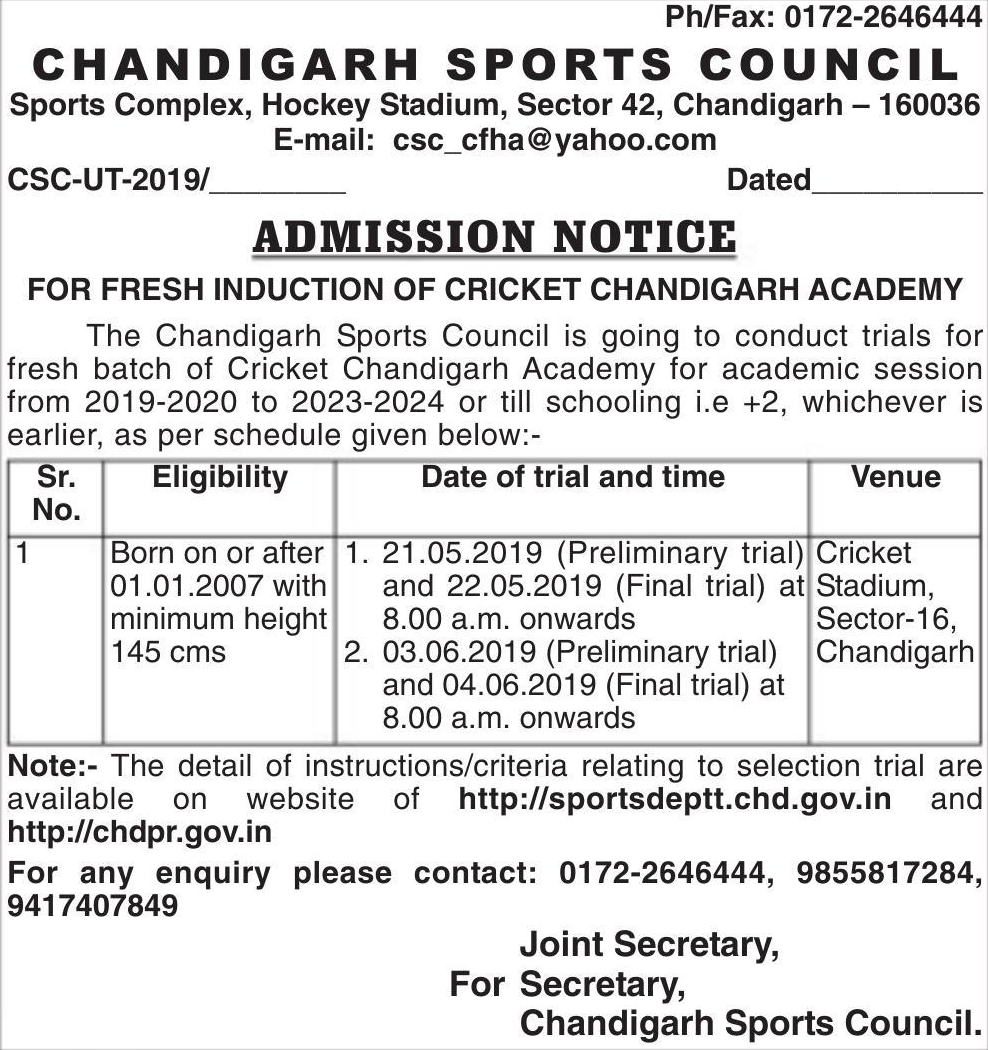 Ph/Fax: 0172-2646444
CHANDIGARH SPORTS COUNCIL
Sports Complex, Hockey Stadium, Sector 42, Chandigarh – 160036
E-mail: csc_cfha@yahoo.com
CSC-UT-2019/________ Dated__________
ADMISSION NOTICE
FOR FRESH INDUCTION OF CRICKET CHANDIGARH ACADEMY
The Chandigarh Sports Council is going to conduct trials for
fresh batch of Cricket Chandigarh Academy for academic session
from 2019-2020 to 2023-2024 or till schooling i.e +2, whichever is
earlier, as per schedule given below:-
Sr. No.
Eligibility
Date of trial and time
Venue
1
Born on or after
01.01.2007 with
minimum height
145 cms
1. 21.05.2019 (Preliminary trial)
and 22.05.2019 (Final trial) at
8.00 a.m. onwards
2. 03.06.2019 (Preliminary trial)
and 04.06.2019 (Final trial) at
8.00 a.m. onwards
Cricket
Stadium,
Sector-16,
Chandigarh
Note:- The detail of instructions/criteria relating to selection trial are
available on website of http://sportsdeptt.chd.gov.in and
http://chdpr.gov.in
For any enquiry please contact: 0172-2646444, 9855817284,
9417407849
Joint Secretary,
For Secretary,
Chandigarh Sports Council.